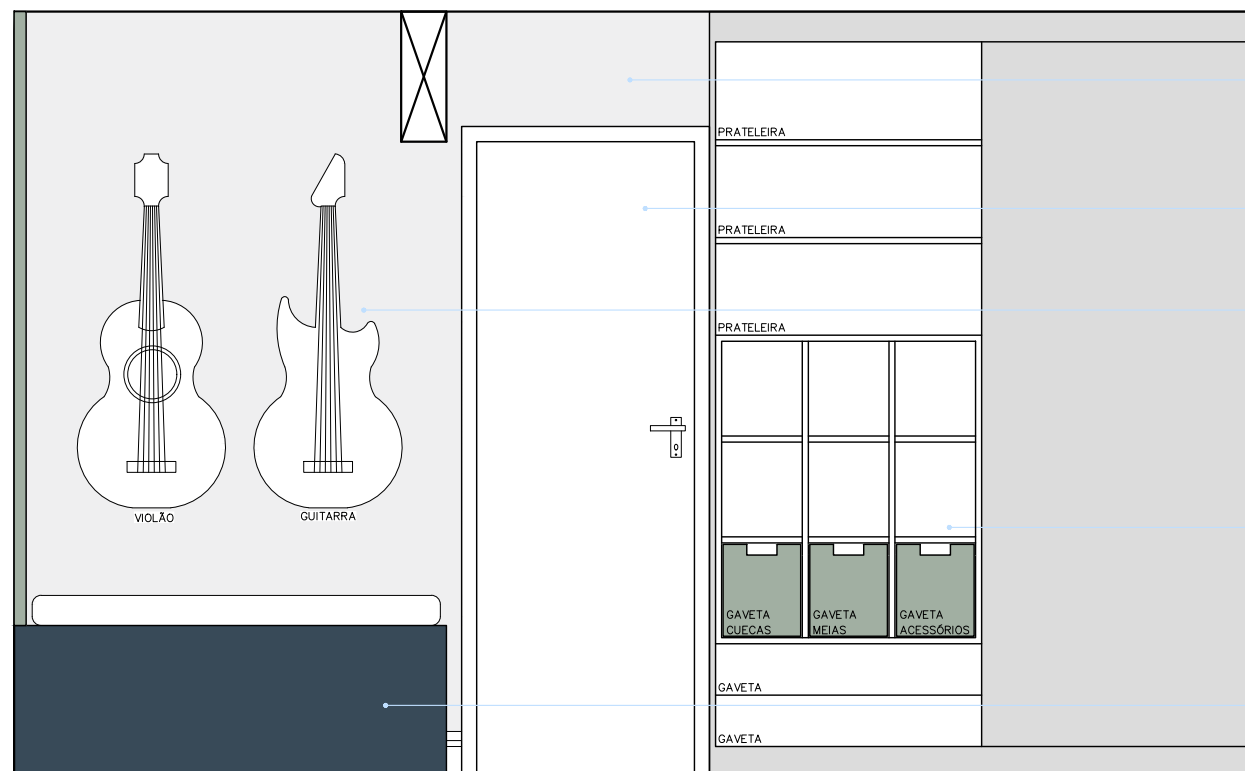 PRATELEIRA
PRATELEIRA
PRATELEIRA
VIOLÃO
GUITARRA
GAVETA
CUECAS
GAVETA
MEIAS
GAVETA
ACESSÓRIOS
GAVETA
GAVETA